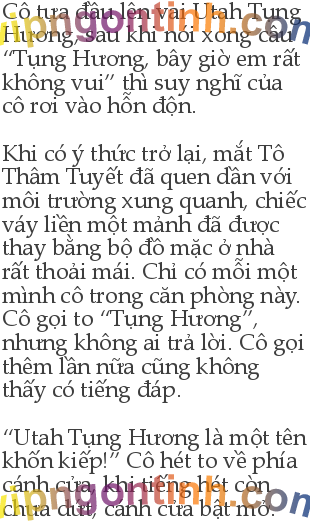 Cô tựa đầu lên vai Utah Tụng
Hương, sau khi nói xong câu
“Tụng Hương, bây giờ em rất
không vui” thì suy nghĩ của
cô rơi vào hỗn độn.
Khi có ý thức trở lại, mắt Tô
Thâm Tuyết đã quen dần với
môi trường xung quanh, chiếc
váy liền một mảnh đã được
thay bằng bộ đồ mặc ở nhà
rất thoải mái. Chỉ có mỗi một
mình cô trong căn phòng này.
Cô gọi to “Tụng Hương”,
nhưng không ai trả lời. Cô gọi
thêm lần nữa cũng không
thấy có tiếng đáp.
“Utah Tụng Hương là một tên
khốn kiếp!” Cô hét to về phía
cánh cửa, khi tiếng hét còn
chưa dứt, cánh cửa bật mở.
vipngontinh.com
vipngontinh.com